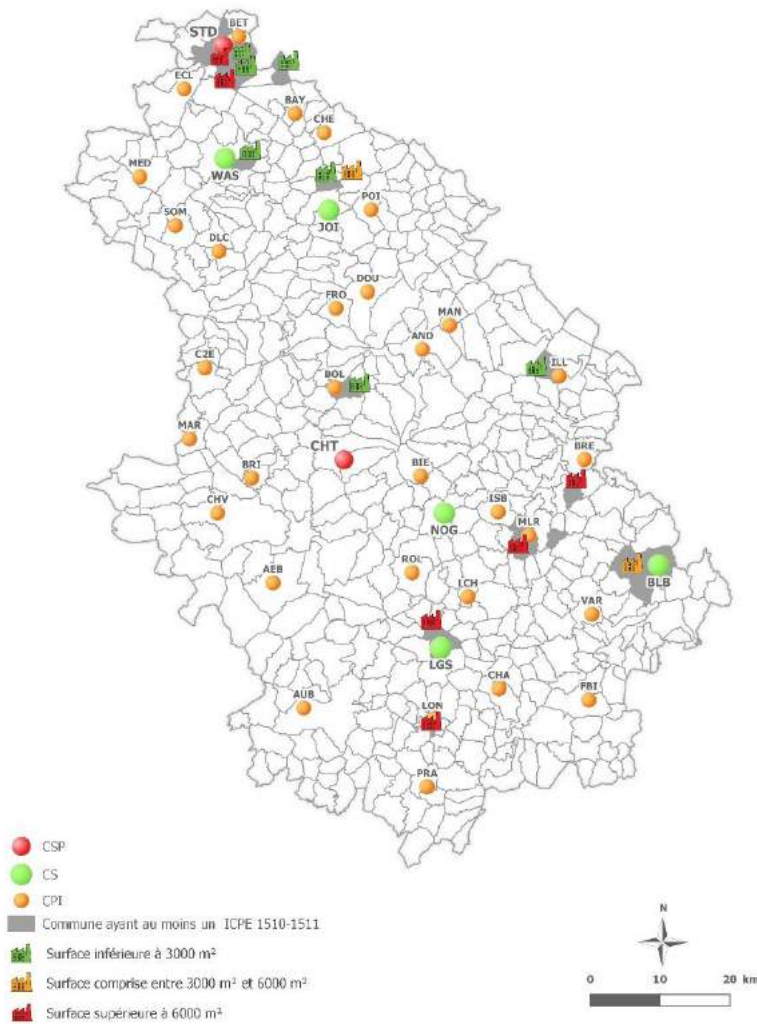 BET
STD
ECL
BAY
CHE
MED
WAS
POI
SOM
JOI
DLC
DOU
FRO
MAN
AND
C2E
ILL
BOL
MAR
CHT
BRE
BRI
BIE
CHV
ISB
NOG
MLR
ROL
AEB
LCH
BLB
VAR
LGS
CHA
FBI
AUB
LON
PRA
CSP
CS
CPI
Commune ayant au moins un ICPE 1510-1511
Surface inférieure à 3000 m²
Surface comprise entre 3000 m² et 6000 m²
Surface supérieure à 6000 m²
N
0 10 20 km